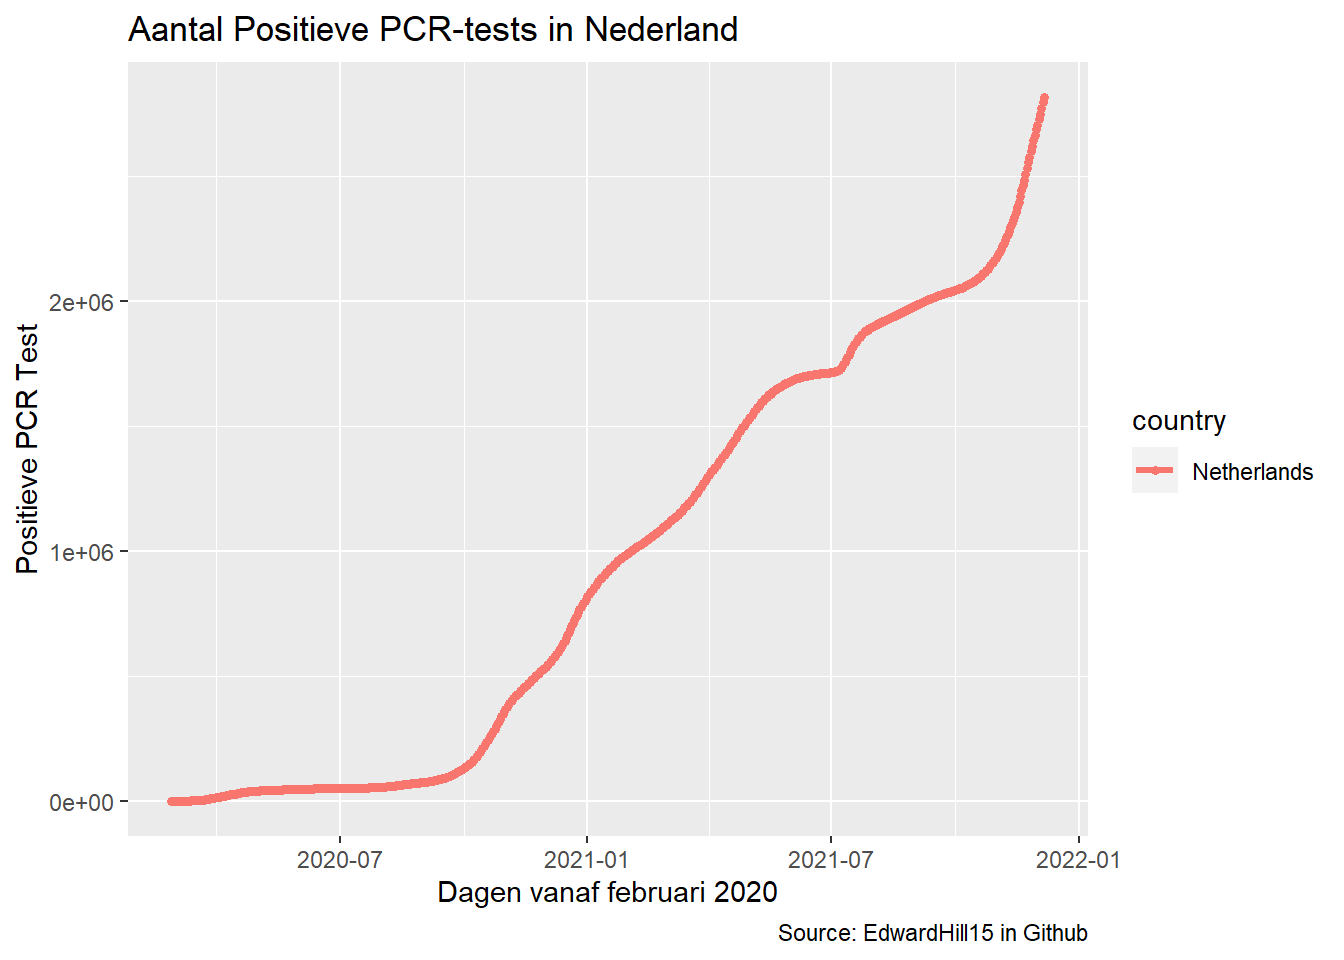 Aantal Positieve PCR-tests in Nederland
Positieve PCR Test
2e+06
1e+06
0e+00
2020-07
2021-01
2021-07
2022-01
Dagen vanaf februari 2020
country
Netherlands
Source: EdwardHill15 in Github